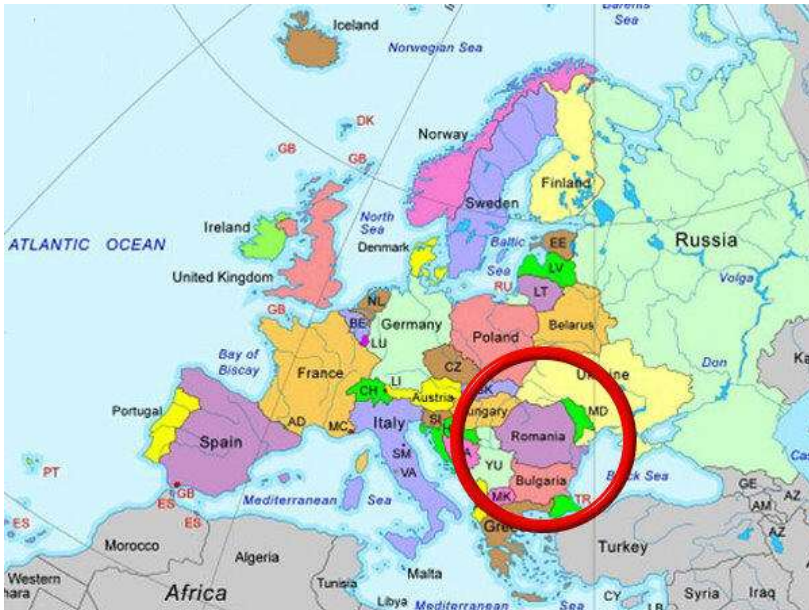 Iceland
Norwegian Sea
Barents
Sea
DK
GB
GB
Norway
Finland
Sweden
North
Sea
Ireland
Denmark
Baltic
Sea
EE
LV
LT
RU
Russia
ATLANTIC OCEAN
United Kingdom
GB
NL
BE
LU
Germany
Poland
Belarus
Volga
Bay of
Biscay
France
CZ
SK
Ukraine
Don
CH
LI
Austria
Portugal
Spain
AD
MC
Italy
SI
MD
Romania
SM
VA
YU
Bulgaria
Black Sea
MK
TR
PT
GB
ES
ES
ES
Mediterranean Sea
GE
AZ
AM
AZ
Turkey
Morocco
Algeria
Tunisia
Malta
Western
Africa
Libya
Mediterranean Sea
CY
Syria
Iraq